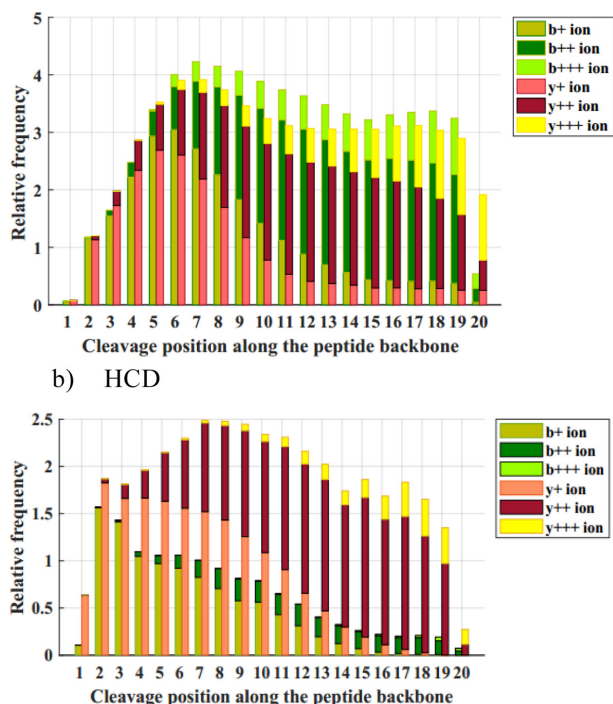 5
4
3
2
1
0
Relative frequency
1 2 3 4 5 6 7 8 9 10 11 12 13 14 15 16 17 18 19 20
Cleavage position along the peptide backbone
b+ ion
b++ ion
b+++ ion
y+ ion
y++ ion
y+++ ion
b) HCD
2.5
2
1.5
1
0.5
0
Relative frequency
1 2 3 4 5 6 7 8 9 10 11 12 13 14 15 16 17 18 19 20
Cleavage position along the peptide backbone
b+ ion
b++ ion
b+++ ion
y+ ion
y++ ion
y+++ ion